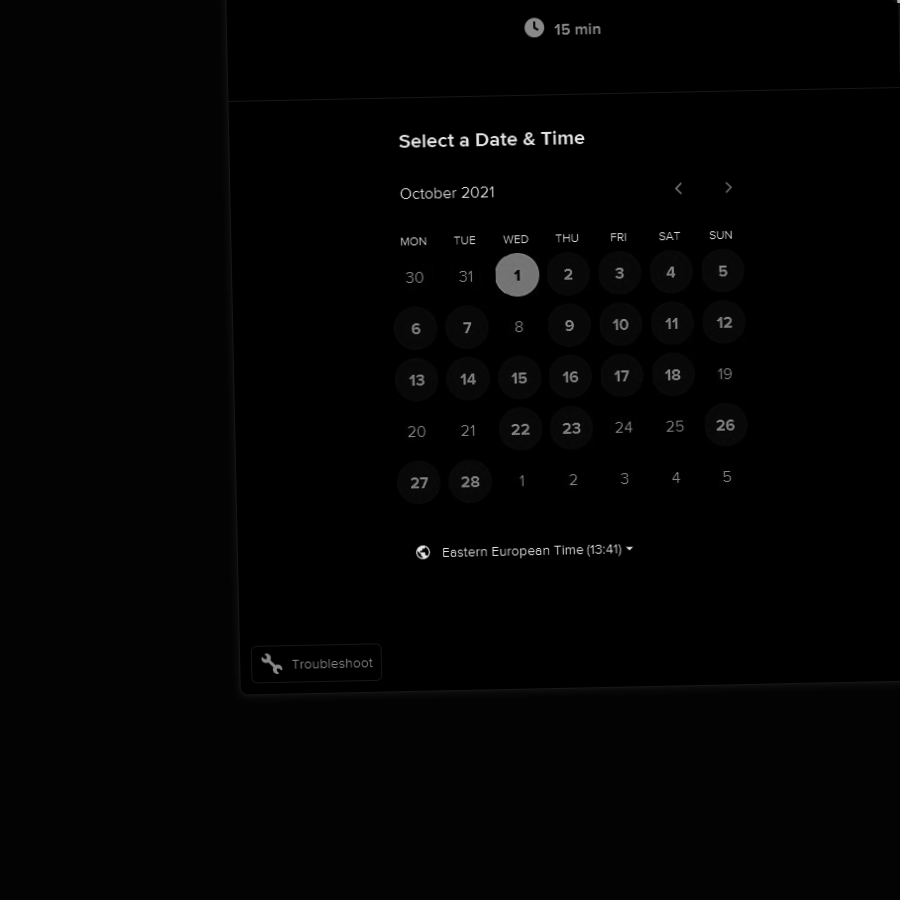 15 min
Select a Date & Time
October 2021
MON TUE WED THU FRI SAT SUN
30 31 1 2 3 4 5
6 7 8 9 10 11 12
13 14 15 16 17 18 19
20 21 22 23 24 25 26
27 28 1 2 3 4 5
Eastern European Time (13:41)
Troubleshoot